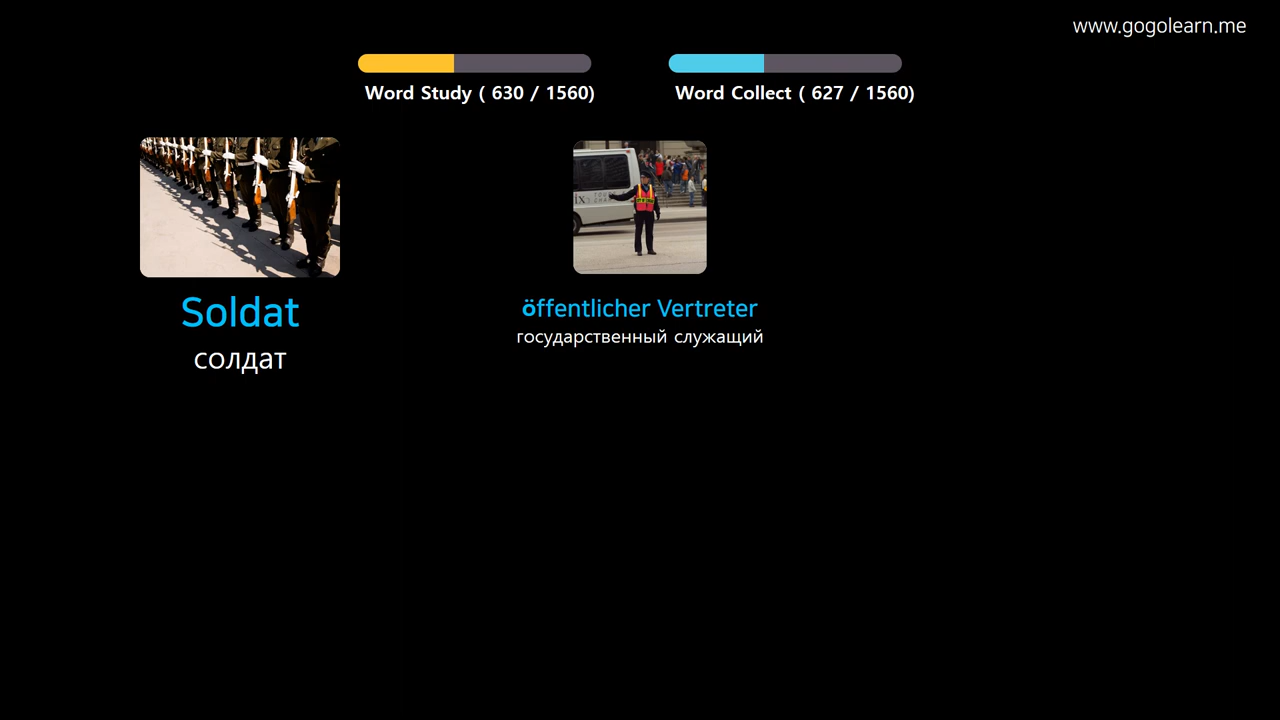 www.gogolearn.me
Word Study ( 630 / 1560)
Word Collect ( 627 / 1560)
Soldat
солдат
öffentlicher Vertreter
государственный служащий